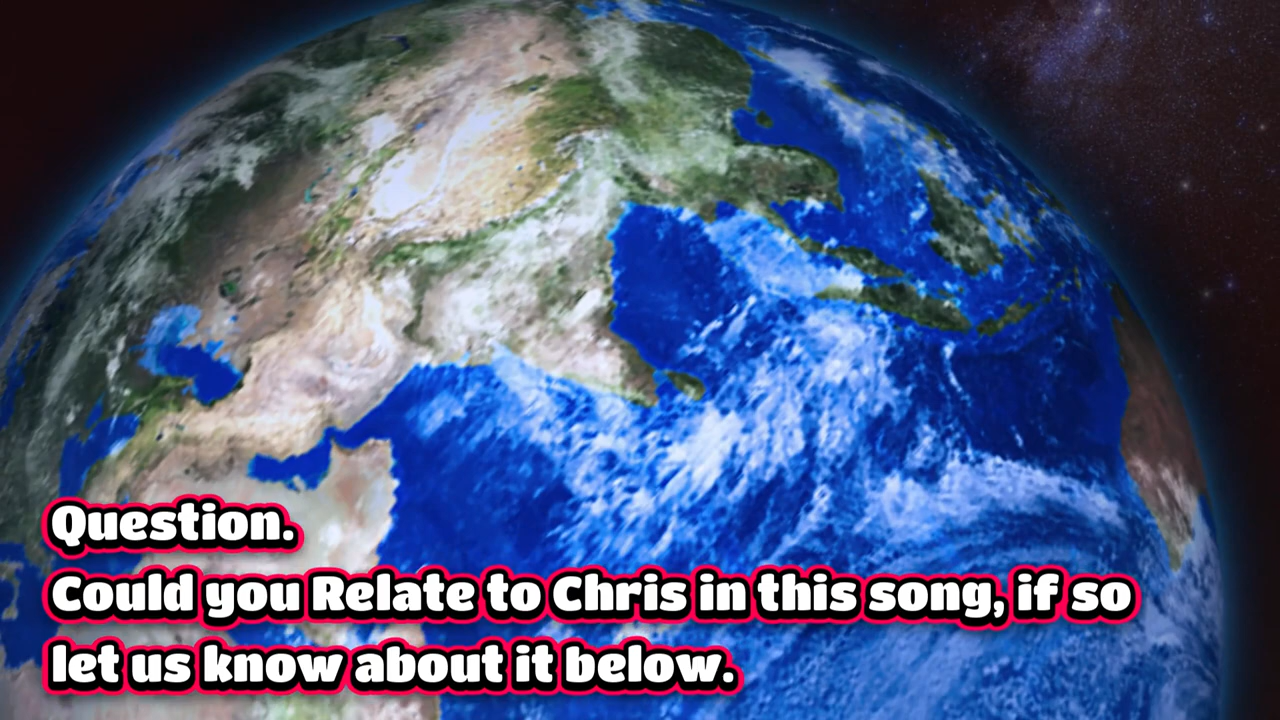 Question.
Could you Relate to Chris in this song, if so
let us know about it below.